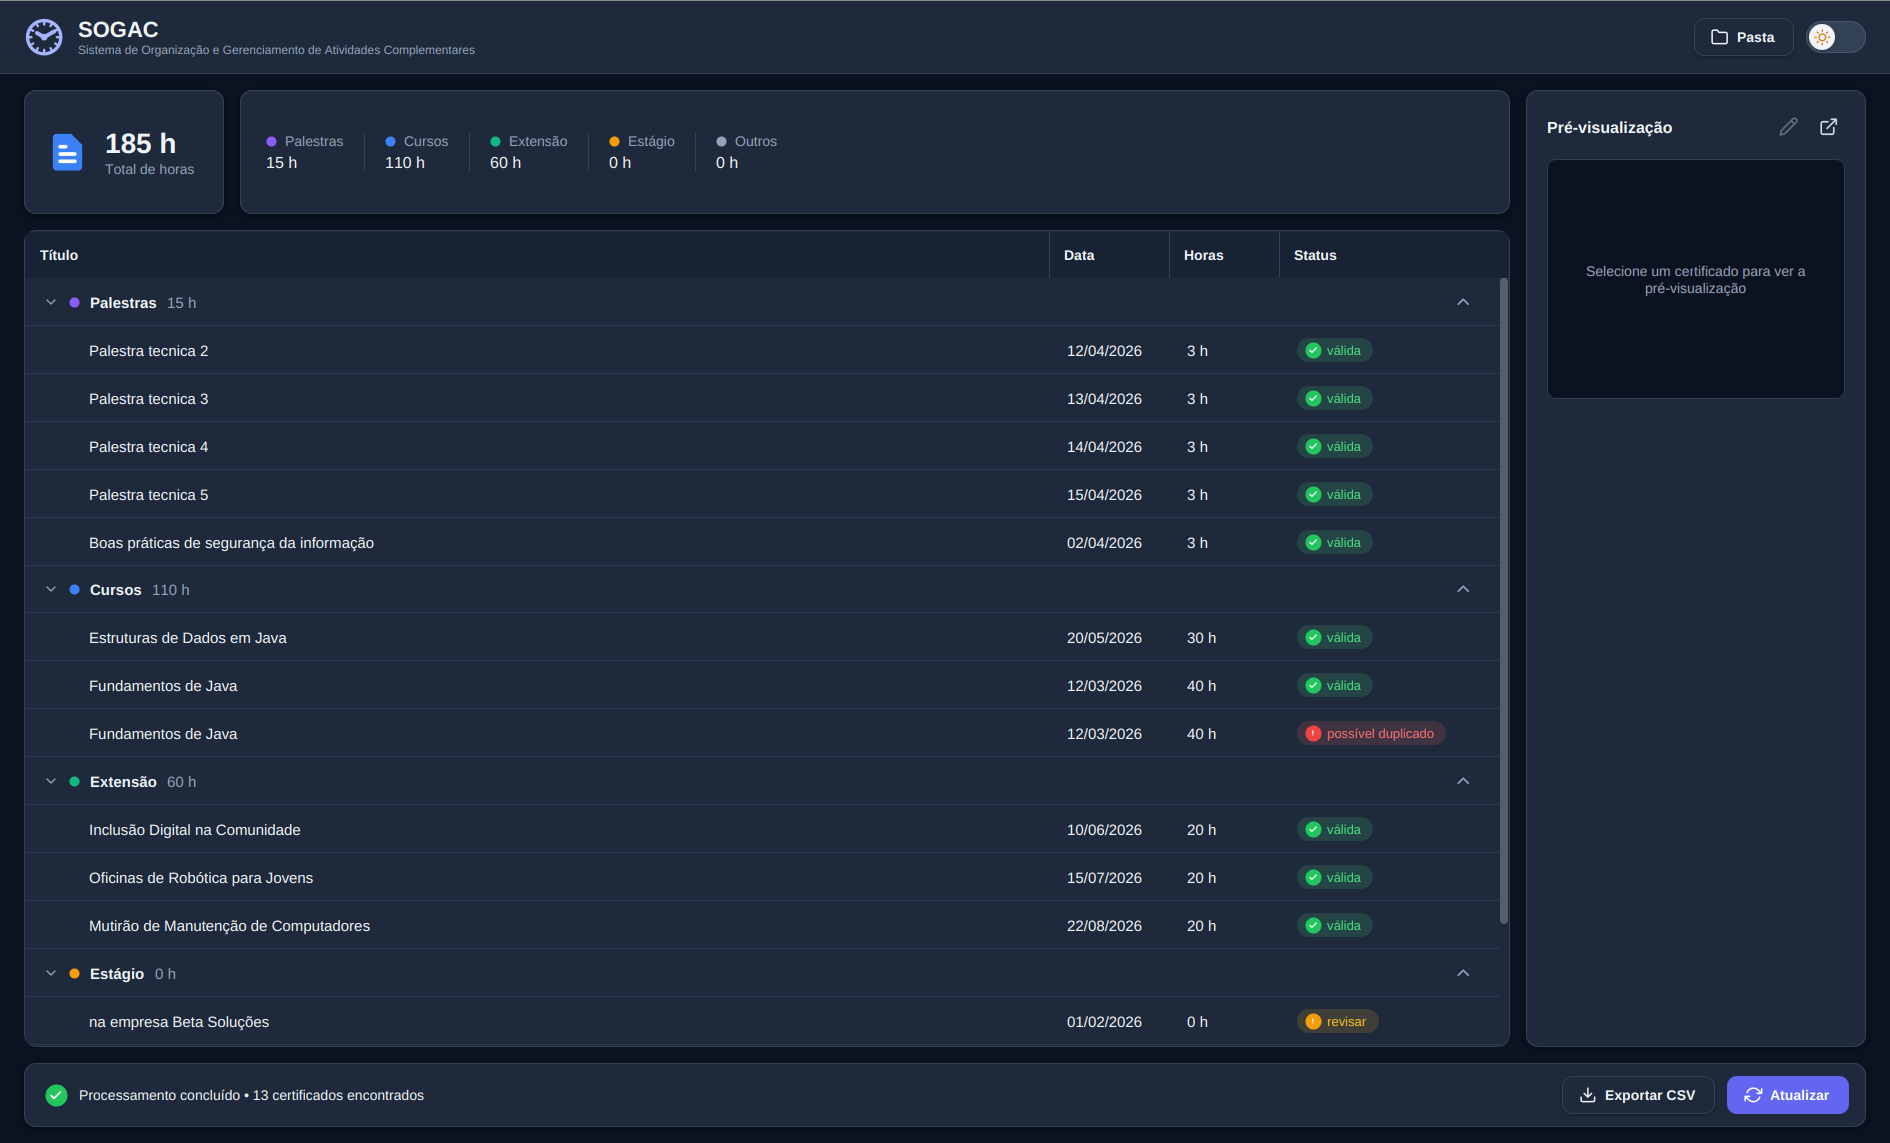 SOGAC
Sistema de Organização e Gerenciamento de Atividades Complementares
Pasta
185 h
Total de horas
Palestras
15 h
Cursos
110 h
Extensão
60 h
Estágio
0 h
Outros
0 h
Pré-visualização
Selecione um certificado para ver a
pré-visualização
Título Data Horas Status
Palestras 15 h
Palestra tecnica 2 12/04/2026 3 h válida
Palestra tecnica 3 13/04/2026 3 h válida
Palestra tecnica 4 14/04/2026 3 h válida
Palestra tecnica 5 15/04/2026 3 h válida
Boas práticas de segurança da informação 02/04/2026 3 h válida
Cursos 110 h
Estruturas de Dados em Java 20/05/2026 30 h válida
Fundamentos de Java 12/03/2026 40 h válida
Fundamentos de Java 12/03/2026 40 h possível duplicado
Extensão 60 h
Inclusão Digital na Comunidade 10/06/2026 20 h válida
Oficinas de Robótica para Jovens 15/07/2026 20 h válida
Mutirão de Manutenção de Computadores 22/08/2026 20 h válida
Estágio 0 h
na empresa Beta Soluções 01/02/2026 0 h revisar
Processamento concluído • 13 certificados encontrados
Exportar CSV
Atualizar